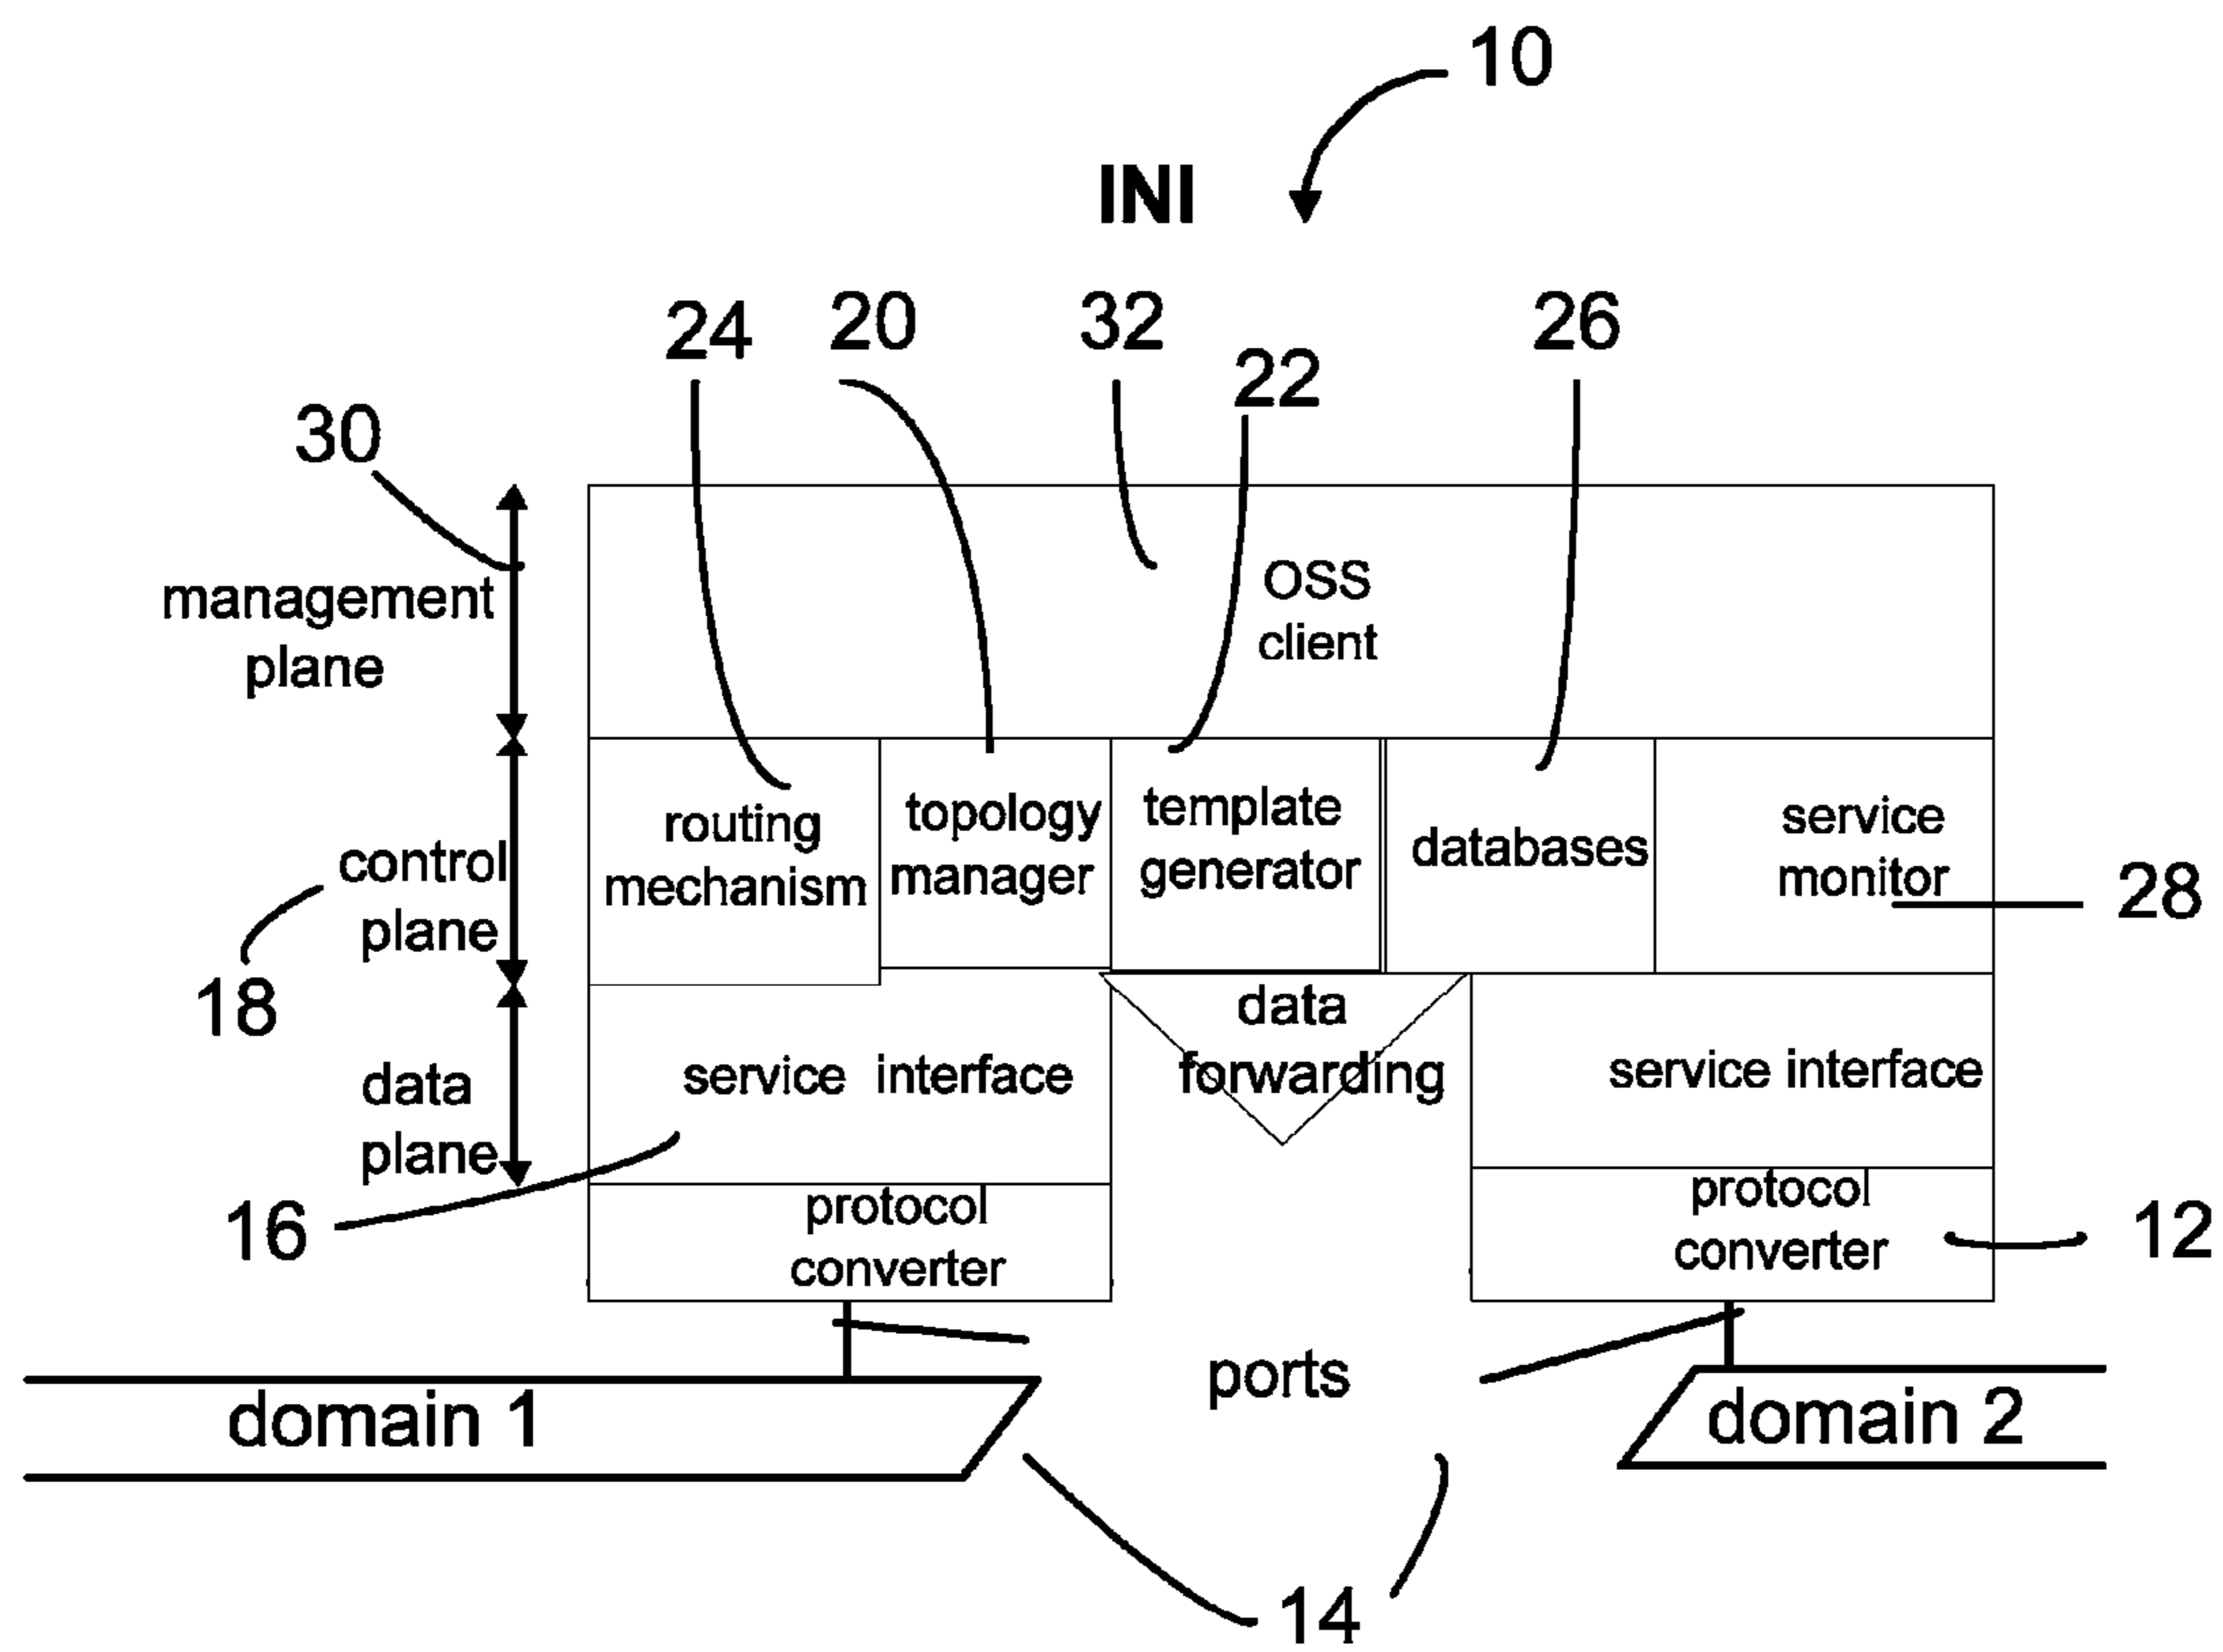 10
INI
24
20
32
22
26
30
OSS
client
management
plane
routing
mechanism
topology
manager
template
generator
databases
service
monitor
control
plane
18
28
data
forwarding
service interface
service interface
data
plane
16
protocol
converter
protocol
converter
12
ports
domain 1
domain 2
14